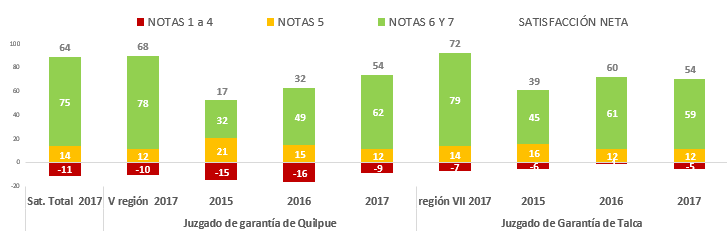 NOTAS 1 a 4 NOTAS 5 NOTAS 6 Y 7 SATISFACCIÓN NETA
64 68 17 32 54 72 39 60 54
100
80
60
40
20
0
-20
75 78 32 49 62 79 45 61 59
14 12 21 15 12 14 16 12 12
-11 -10 -15 -16 -9 -7 -6 -5
Sat. Total 2017 V región 2017 2015 2016 2017 región VII 2017 2015 2016 2017
Juzgado de garantía de Quilpue Juzgado de Garantía de Talca